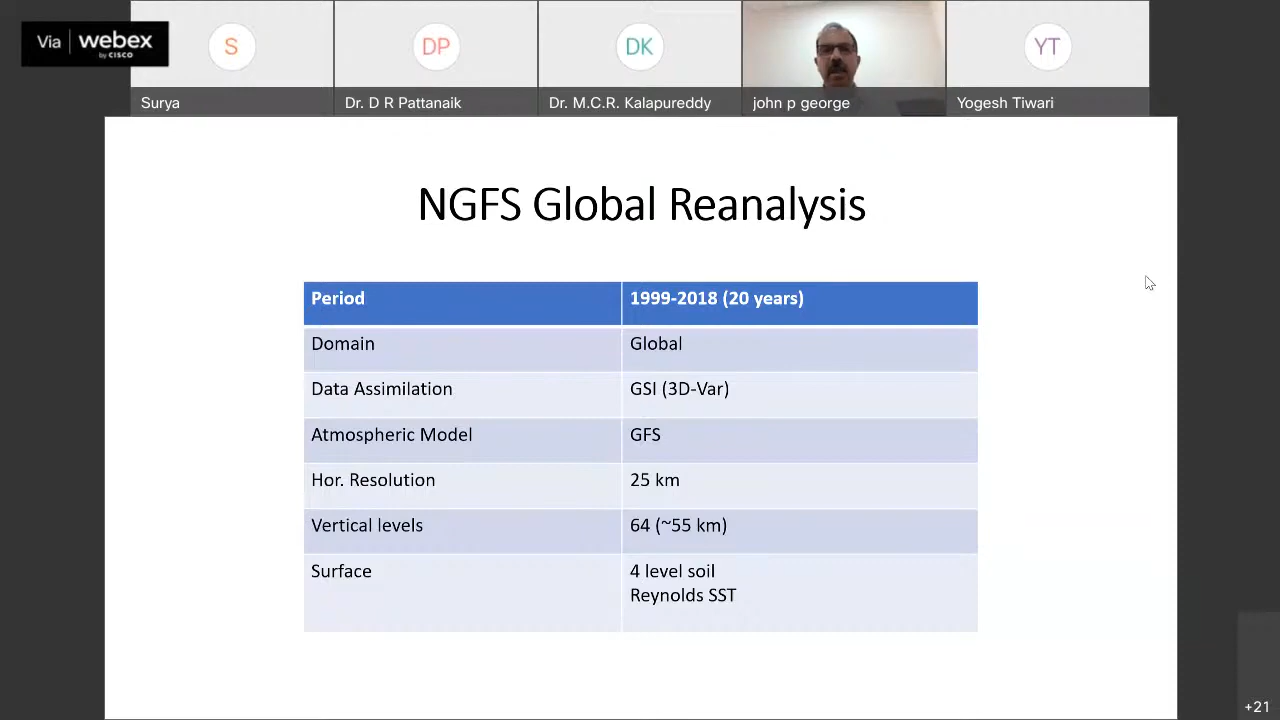 Via webex
by CISCO
S
DP
DK
YT
Surya
Dr. D R Pattanaik
Dr. M.C.R. Kalapureddy
john p george
Yogesh Tiwari
NGFS Global Reanalysis
Period 1999-2018 (20 years)
Domain Global
Data Assimilation GSI (3D-Var)
Atmospheric Model GFS
Hor. Resolution 25 km
Vertical levels 64 (~55 km)
Surface 4 level soil
Reynolds SST
+21